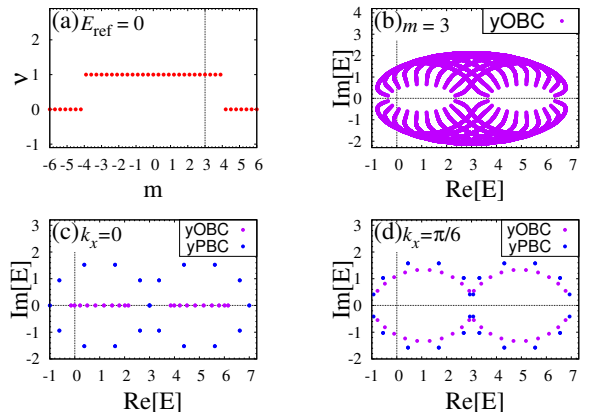 (a) E_ref = 0
2
1
0
-1
ν
-6 -5 -4 -3 -2 -1 0 1 2 3 4 5 6
m
(b) m = 3
yOBC
2
1
0
-1
-2
Im[E]
-1 0 1 2 3 4 5 6 7
Re[E]
(c) k_x=0
yOBC
yPBC
3
2
1
0
-1
-2
Im[E]
-1 0 1 2 3 4 5 6 7
Re[E]
(d) k_x=π/6
yOBC
yPBC
3
2
1
0
-1
-2
Im[E]
-1 0 1 2 3 4 5 6 7
Re[E]